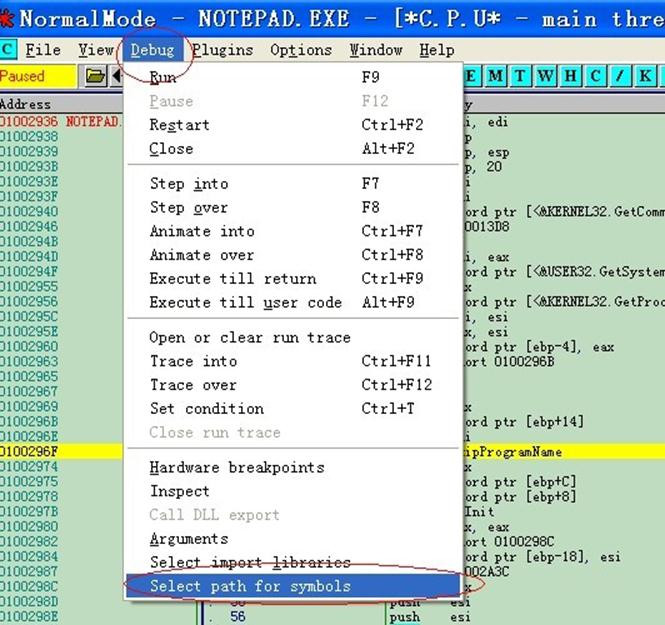 NormalMode - NOTEPAD.EXE - [*C.P.U* - main thre
C File View Debug Plugins Options Window Help
Paused E M T W H C / K
Address
01002936 NOTEPAD. i, edi
01002938 p
01002939 p, esp
0100293B p, 20
0100293E i
0100293F i
01002940 ord ptr [<&KERNEL32.GetComm
01002946 0013D8
0100294B
0100294D i, eax
0100294F ord ptr [<&USER32.GetSystem
01002955 x
01002956 ord ptr [<&KERNEL32.GetProc
0100295C i, esi
0100295E x, esi
01002960 ord ptr [ebp-4], eax
01002963 ort 0100296B
01002965
01002967
01002969 x
0100296B ord ptr [ebp+14]
0100296E i
0100296F ipProgramName
01002974 x
01002975 ord ptr [ebp+C]
01002978 ord ptr [ebp+8]
0100297B Init
01002980 x, eax
01002982 ort 0100298C
01002984 ord ptr [ebp-18], esi
01002987 002A3C
0100298C x
0100298D . 56 push esi
0100298E . 56 push esi
Run F9
Pause F12
Restart Ctrl+F2
Close Alt+F2
Step into F7
Step over F8
Animate into Ctrl+F7
Animate over Ctrl+F8
Execute till return Ctrl+F9
Execute till user code Alt+F9
Open or clear run trace
Trace into Ctrl+F11
Trace over Ctrl+F12
Set condition Ctrl+T
Close run trace
Hardware breakpoints
Inspect
Call DLL export
Arguments
Select import libraries
Select path for symbols